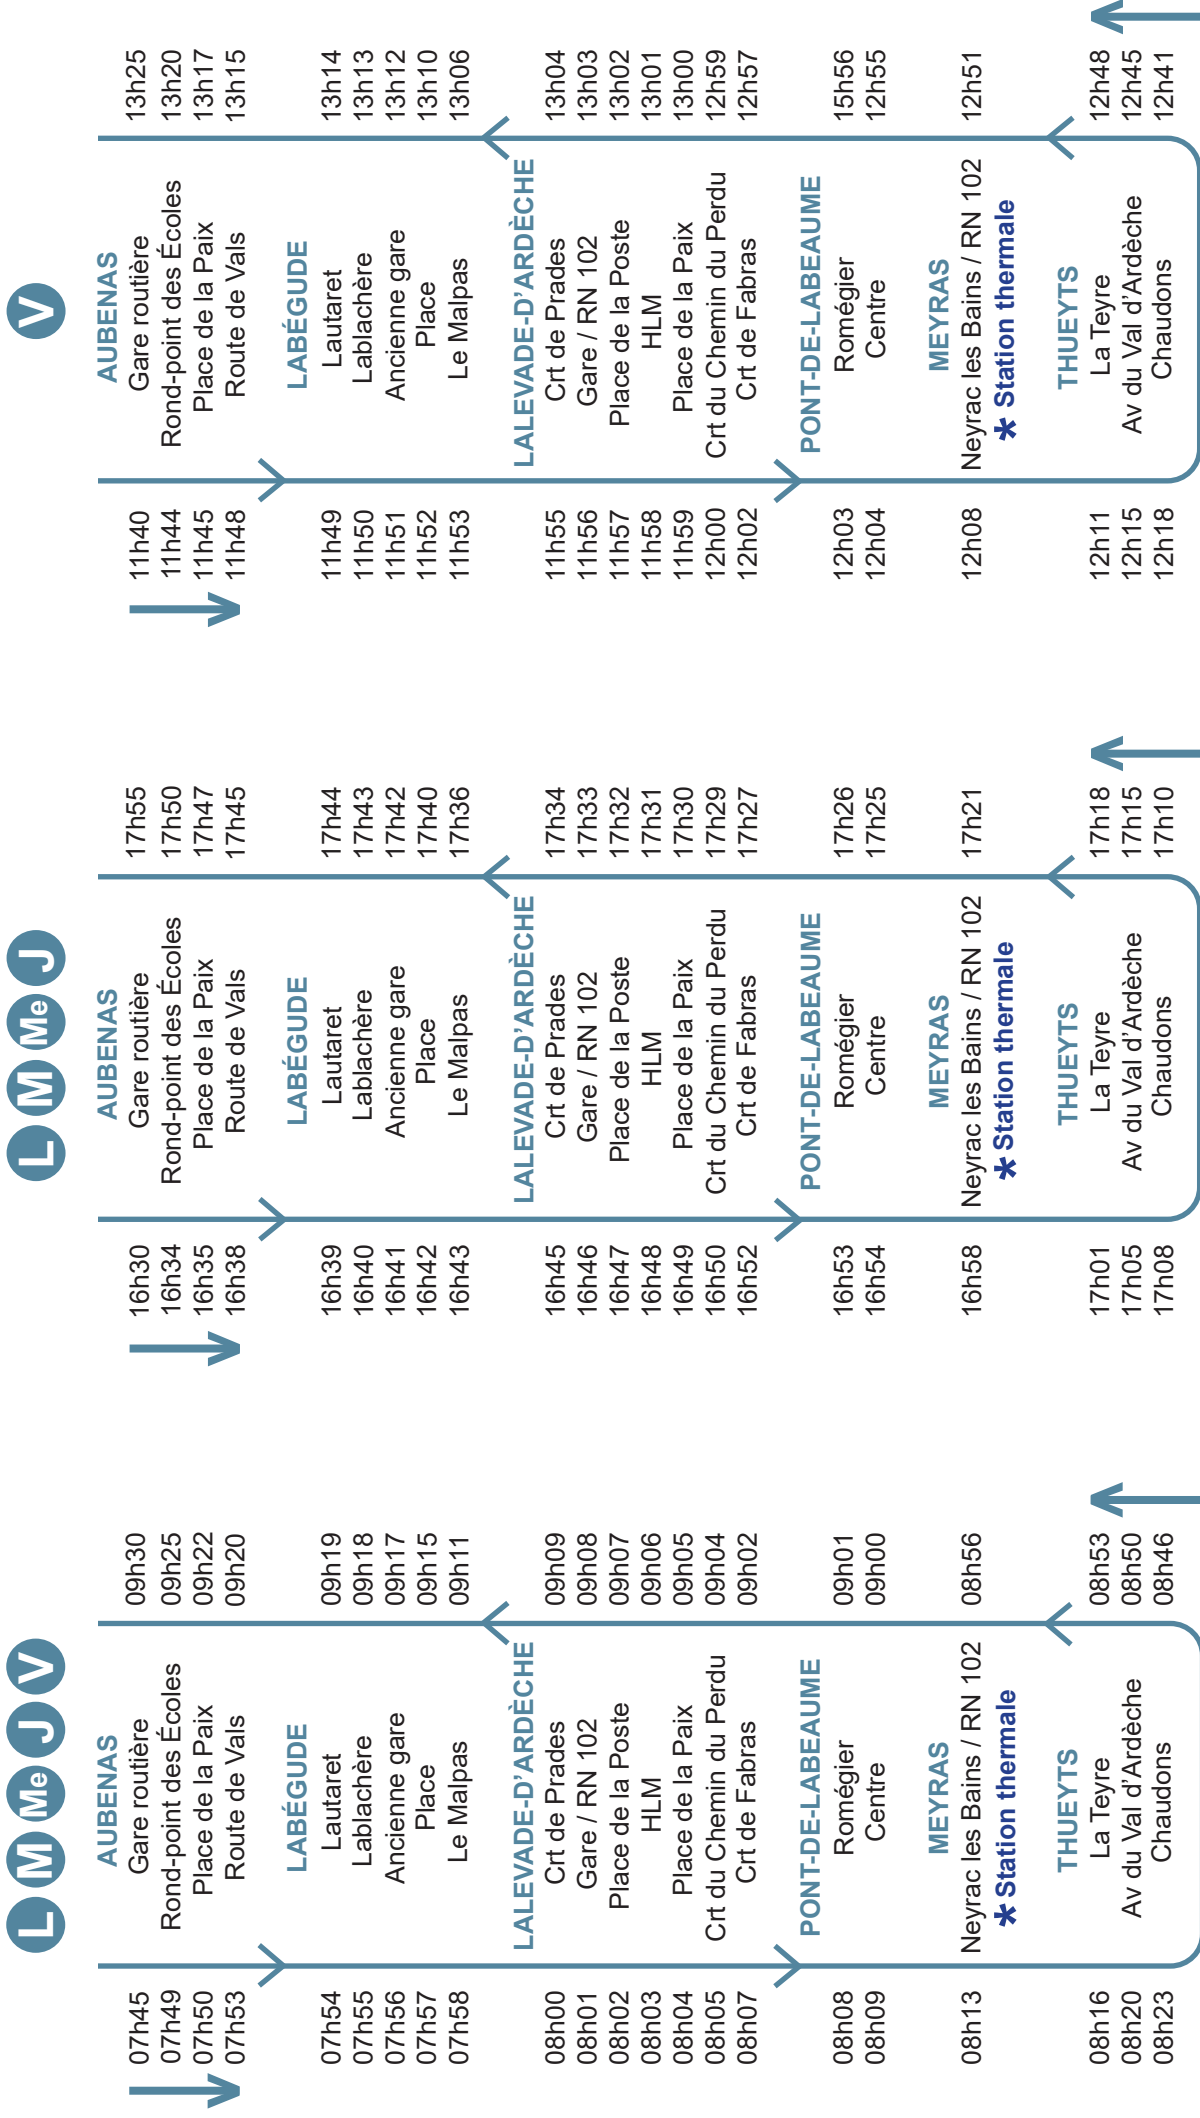 L M Me J V
AUBENAS
07h45 Gare routière 09h30
07h49 Rond-point des Écoles 09h25
07h50 Place de la Paix 09h22
07h53 Route de Vals 09h20
LABÉGUDE
07h54 Lautaret 09h19
07h55 Lablachère 09h18
07h56 Ancienne gare 09h17
07h57 Place 09h15
07h58 Le Malpas 09h11
LALEVADE-D'ARDÈCHE
08h00 Crt de Prades 09h09
08h01 Gare / RN 102 09h08
08h02 Place de la Poste 09h07
08h03 HLM 09h06
08h04 Place de la Paix 09h05
08h05 Crt du Chemin du Perdu 09h04
08h07 Crt de Fabras 09h02
PONT-DE-LABEAUME
08h08 Romégier 09h01
08h09 Centre 09h00
MEYRAS
08h13 Neyrac les Bains / RN 102 08h56
* Station thermale
THUEYTS
08h16 La Teyre 08h53
08h20 Av du Val d'Ardèche 08h50
08h23 Chaudons 08h46
L M Me J
AUBENAS
16h30 Gare routière 17h55
16h34 Rond-point des Écoles 17h50
16h35 Place de la Paix 17h47
16h38 Route de Vals 17h45
LABÉGUDE
16h39 Lautaret 17h44
16h40 Lablachère 17h43
16h41 Ancienne gare 17h42
16h42 Place 17h40
16h43 Le Malpas 17h36
LALEVADE-D'ARDÈCHE
16h45 Crt de Prades 17h34
16h46 Gare / RN 102 17h33
16h47 Place de la Poste 17h32
16h48 HLM 17h31
16h49 Place de la Paix 17h30
16h50 Crt du Chemin du Perdu 17h29
16h52 Crt de Fabras 17h27
PONT-DE-LABEAUME
16h53 Romégier 17h26
16h54 Centre 17h25
MEYRAS
16h58 Neyrac les Bains / RN 102 17h21
* Station thermale
THUEYTS
17h01 La Teyre 17h18
17h05 Av du Val d'Ardèche 17h15
17h08 Chaudons 17h10
V
AUBENAS
11h40 Gare routière 13h25
11h44 Rond-point des Écoles 13h20
11h45 Place de la Paix 13h17
11h48 Route de Vals 13h15
LABÉGUDE
11h49 Lautaret 13h14
11h50 Lablachère 13h13
11h51 Ancienne gare 13h12
11h52 Place 13h10
11h53 Le Malpas 13h06
LALEVADE-D'ARDÈCHE
11h55 Crt de Prades 13h04
11h56 Gare / RN 102 13h03
11h57 Place de la Poste 13h02
11h58 HLM 13h01
11h59 Place de la Paix 13h00
12h00 Crt du Chemin du Perdu 12h59
12h02 Crt de Fabras 12h57
PONT-DE-LABEAUME
12h03 Romégier 15h56
12h04 Centre 12h55
MEYRAS
12h08 Neyrac les Bains / RN 102 12h51
* Station thermale
THUEYTS
12h11 La Teyre 12h48
12h15 Av du Val d'Ardèche 12h45
12h18 Chaudons 12h41